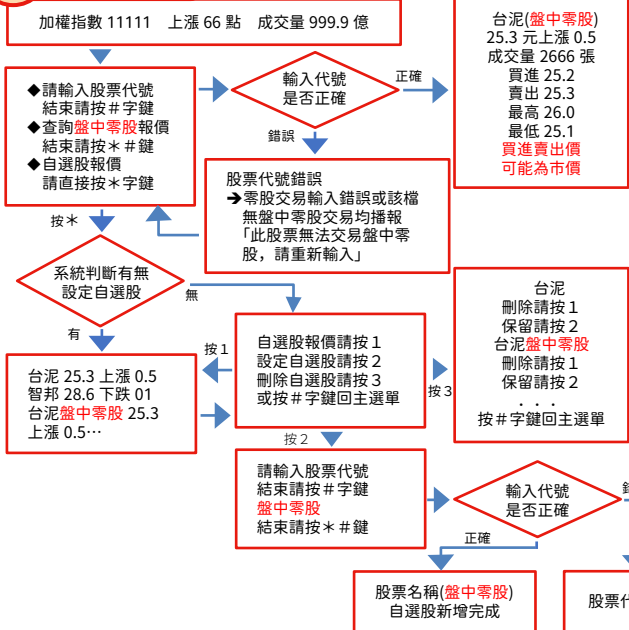 加權指數 11111 上漲 66 點 成交量 999.9 億
台泥(盤中零股)
25.3 元上漲 0.5
成交量 2666 張
買進 25.2
賣出 25.3
最高 26.0
最低 25.1
買進賣出價
可能為市價
◆請輸入股票代號
結束請按＃字鍵
◆查詢盤中零股報價
結束請按＊＃鍵
◆自選股報價
請直接按＊字鍵
輸入代號
是否正確
正確
錯誤
股票代號錯誤
➔零股交易輸入錯誤或該檔
無盤中零股交易均播報
「此股票無法交易盤中零
股，請重新輸入」
按＊
系統判斷有無
設定自選股
無
有
台泥 25.3 上漲 0.5
智邦 28.6 下跌 01
台泥盤中零股 25.3
上漲 0.5⋯
按１
自選股報價請按１
設定自選股請按２
刪除自選股請按３
或按＃字鍵回主選單
按３
台泥
刪除請按１
保留請按２
台泥盤中零股
刪除請按１
保留請按２
. . .
按＃字鍵回主選單
按２
請輸入股票代號
結束請按＃字鍵
盤中零股
結束請按＊＃鍵
輸入代號
是否正確
正確
股票名稱(盤中零股)
自選股新增完成
股票